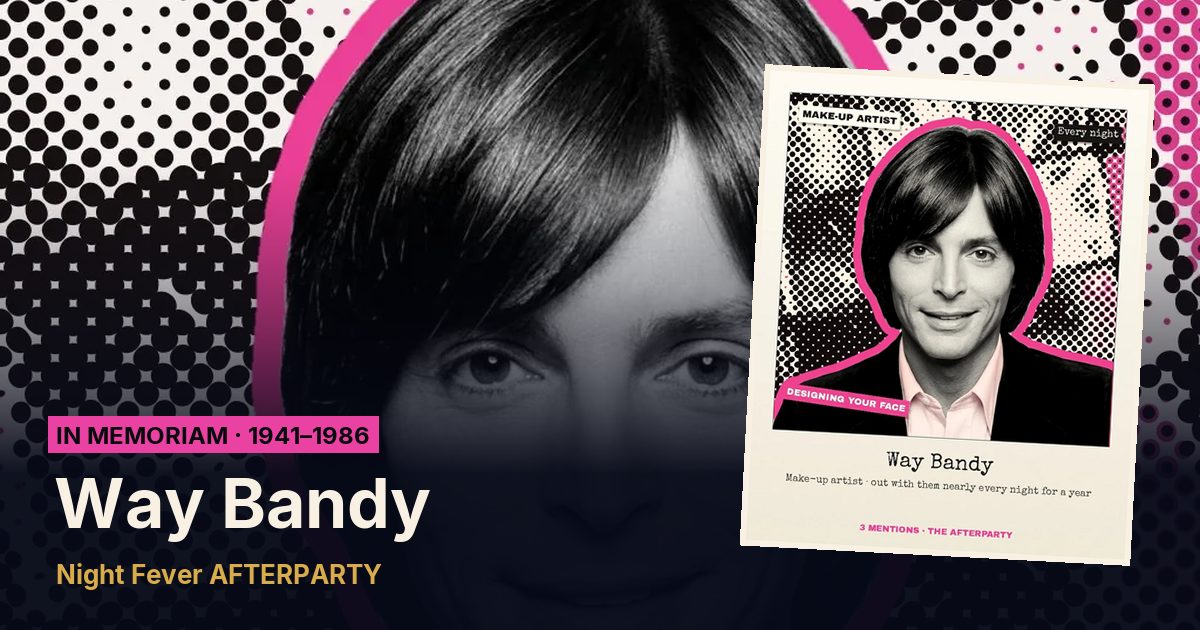 IN MEMORIAM · 1941–1986
Way Bandy
Night Fever AFTERPARTY
MAKE-UP ARTIST
Every night
DESIGNING YOUR FACE
Way Bandy
Make-up artist · out with them nearly every night for a year
3 MENTIONS · THE AFTERPARTY